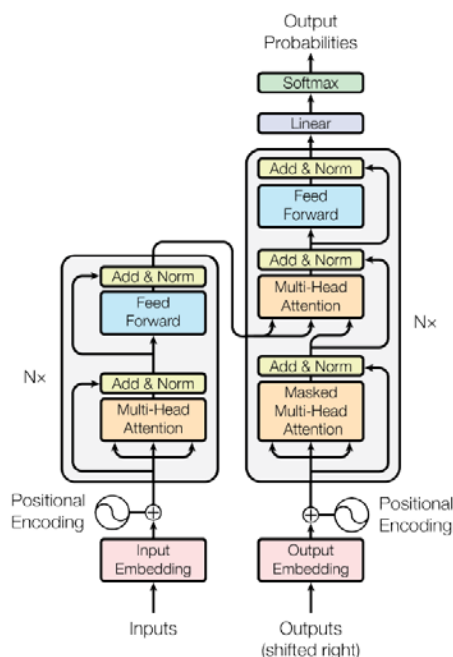 Output
Probabilities
Softmax
Linear
Add & Norm
Feed
Forward
Add & Norm
Multi-Head
Attention
Add & Norm
Masked
Multi-Head
Attention
N×
Add & Norm
Feed
Forward
N×
Add & Norm
Multi-Head
Attention
Positional
Encoding
Input
Embedding
Inputs
Positional
Encoding
Output
Embedding
Outputs
(shifted right)